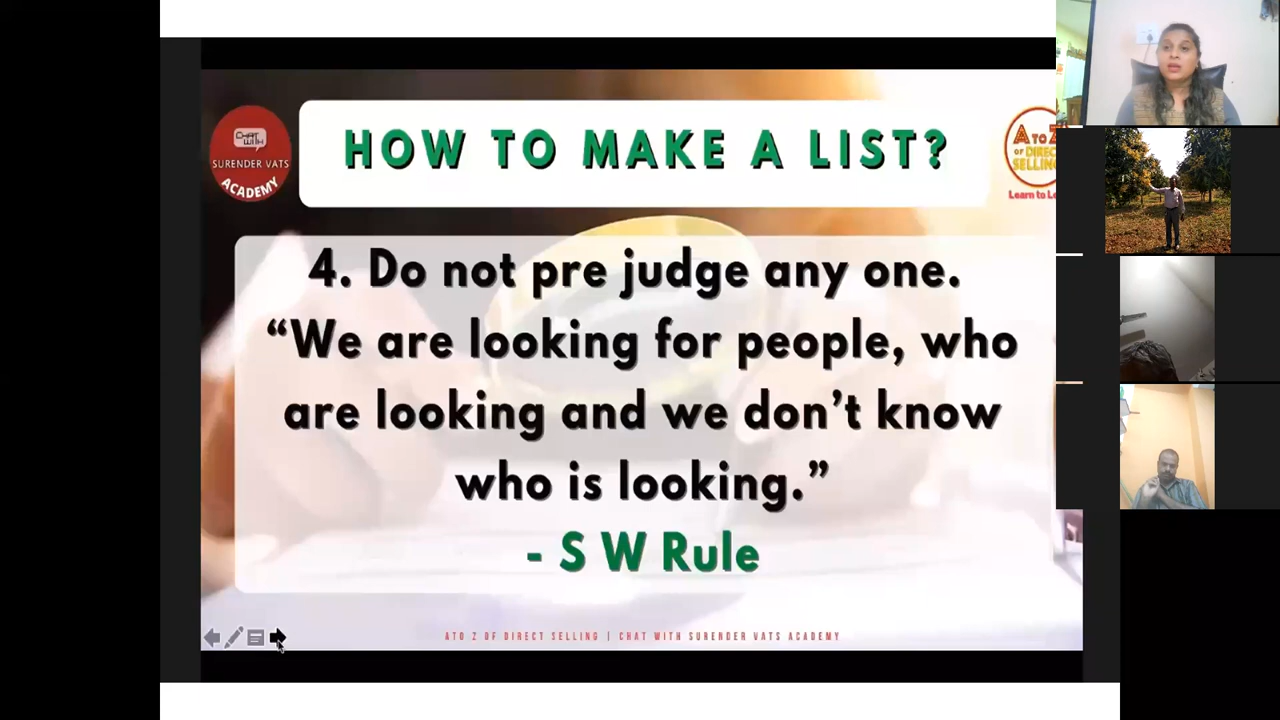 CHAT
WITH
SURENDER VATS
ACADEMY
HOW TO MAKE A LIST?
A TO Z
OF DIRECT
SELLING
Learn to
4. Do not pre judge any one.
“We are looking for people, who
are looking and we don’t know
who is looking.”
- S W Rule
ATO Z OF DIRECT SELLING | CHAT WITH SURENDER VATS ACADEMY